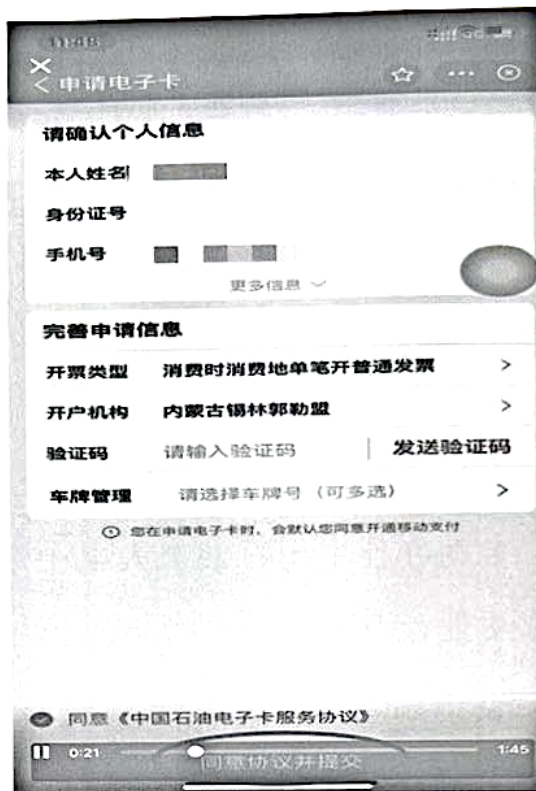 11:45
申请电子卡
请确认个人信息
本人姓名
身份证号
手机号
更多信息
完善申请信息
开票类型 消费时消费地单笔开普通发票
开户机构 内蒙古锡林郭勒盟
验证码 请输入验证码 发送验证码
车牌管理 请选择车牌号（可多选）
您在申请电子卡时，会默认您同意开通移动支付
同意《中国石油电子卡服务协议》
0:21 1:45
同意协议并提交